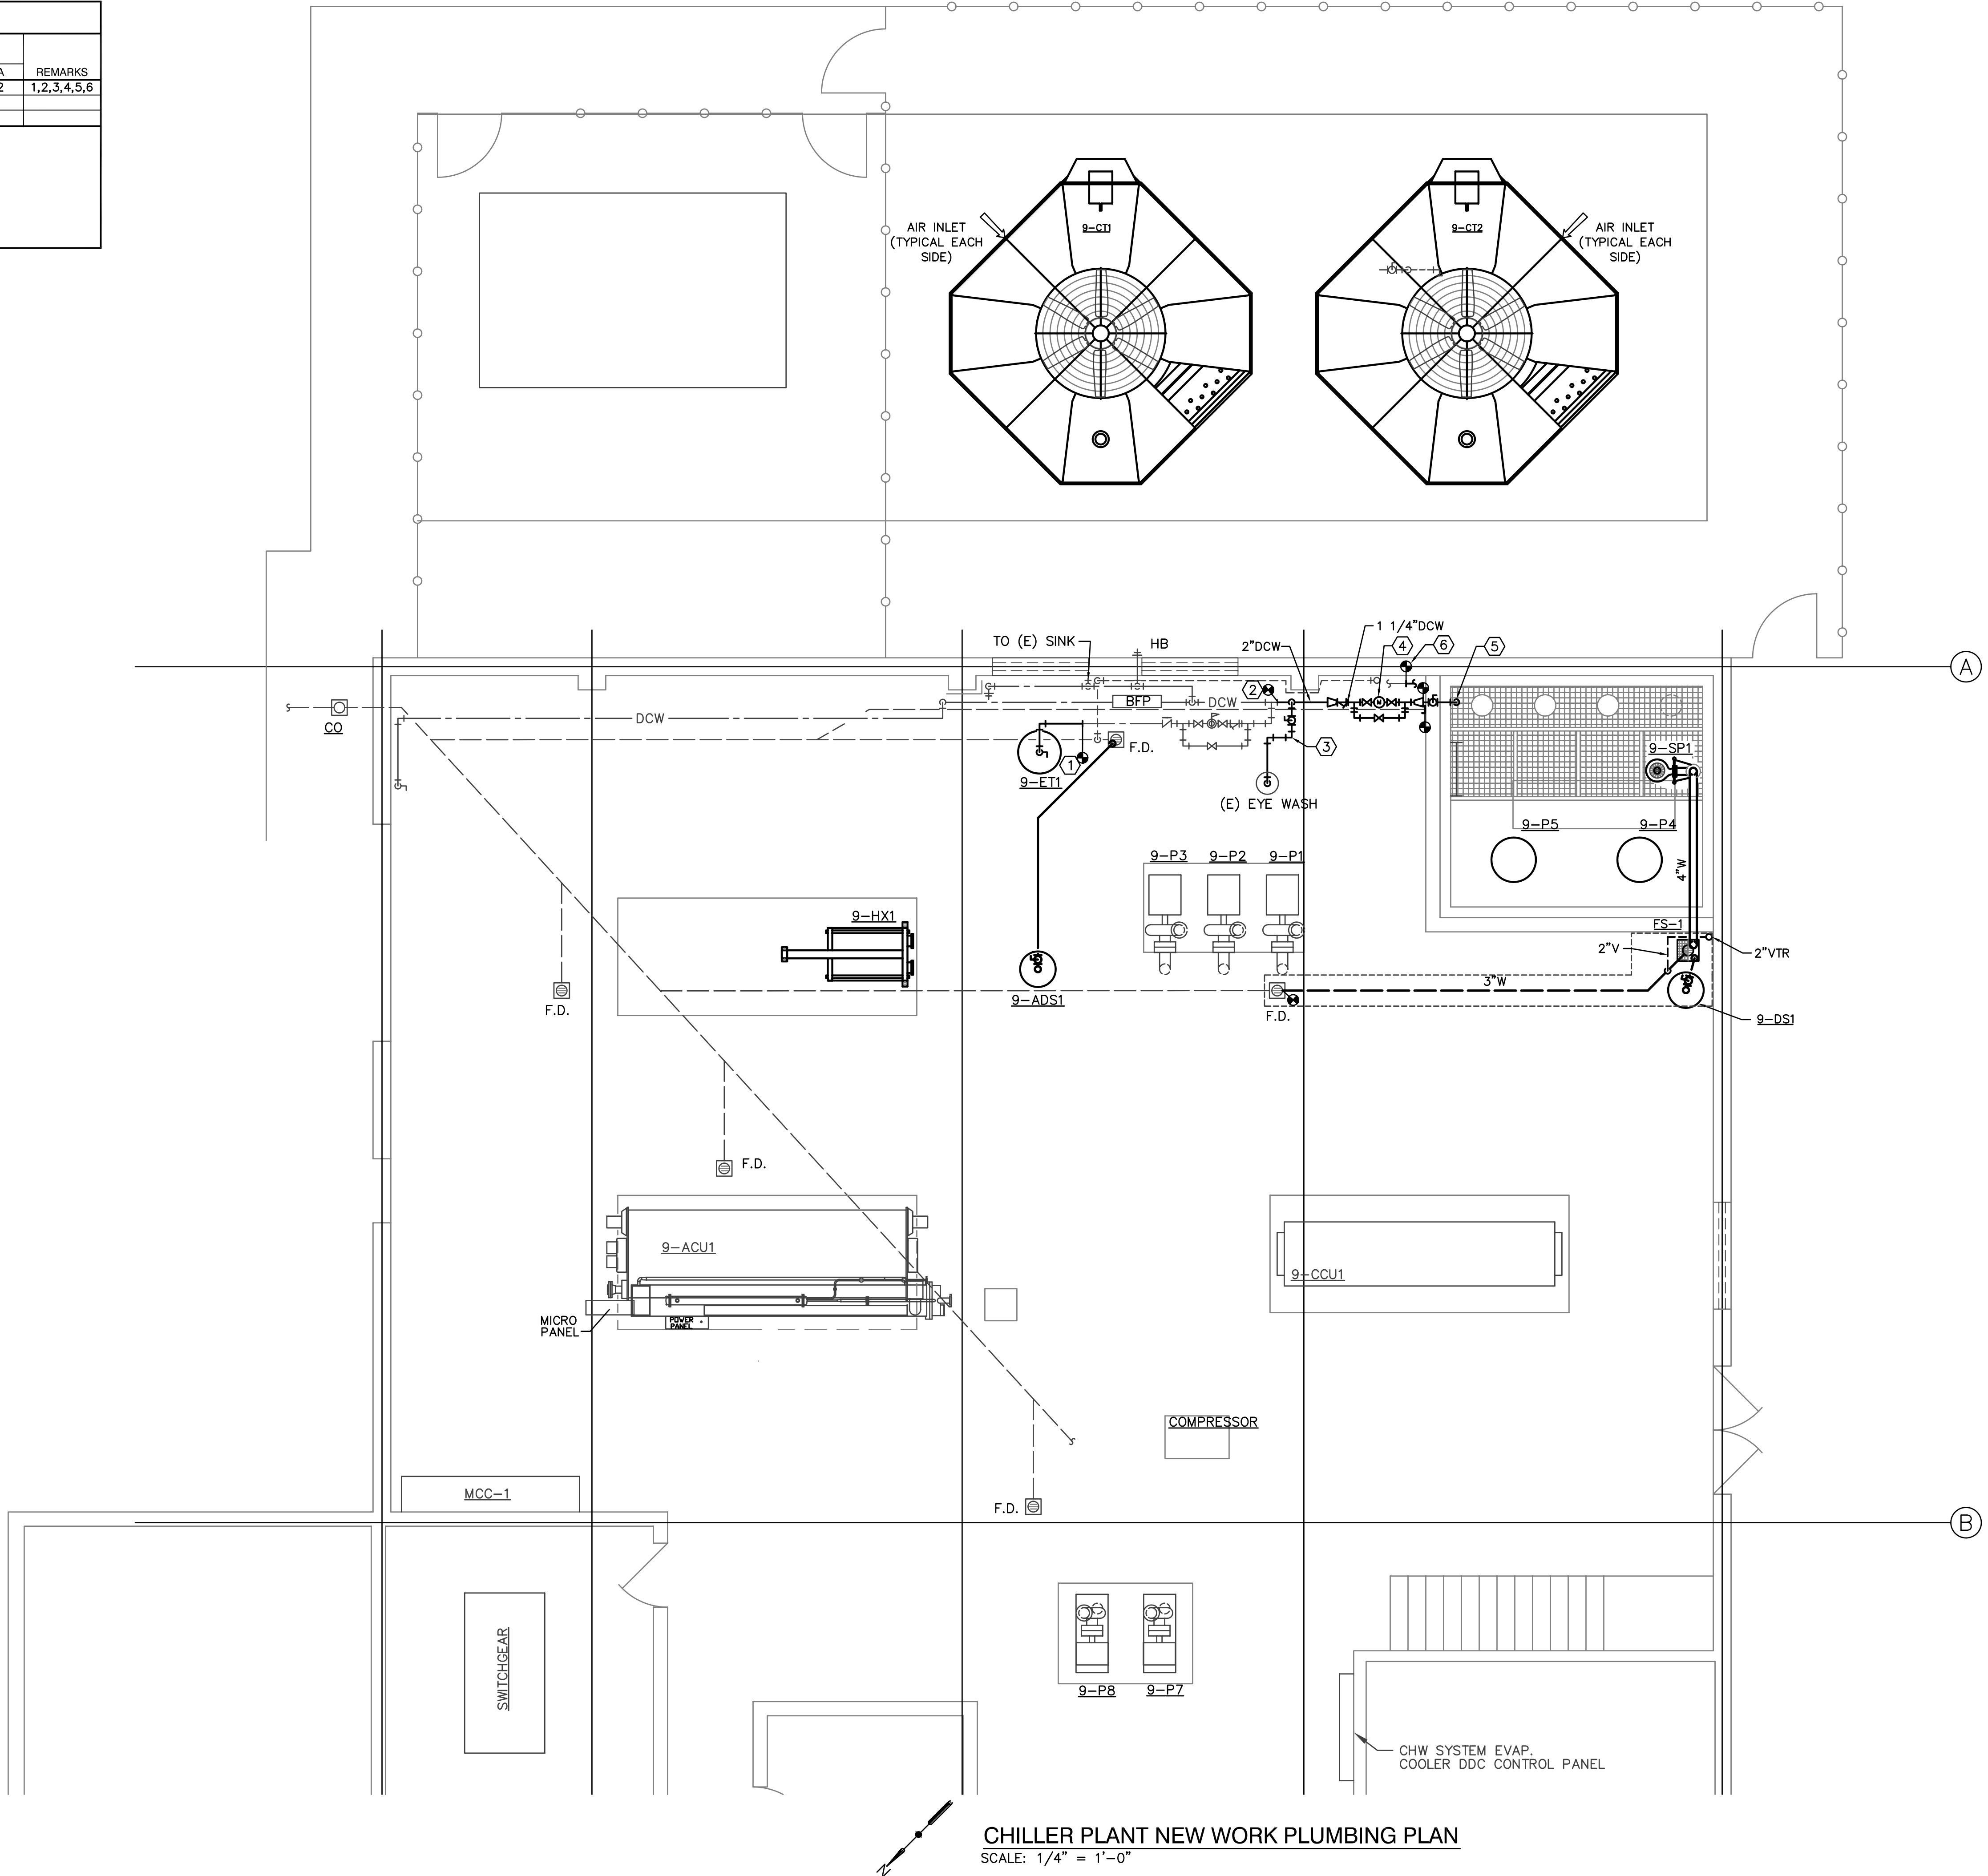 A
REMARKS
2
1,2,3,4,5,6
AIR INLET
(TYPICAL EACH
SIDE)
9-CT1
9-CT2
AIR INLET
(TYPICAL EACH
SIDE)
1 1/4"DCW
TO (E) SINK
HB
2"DCW
4
6
5
A
2
BFP
DCW
DCW
CO
M
3
F.D.
1
9-ET1
(E) EYE WASH
9-SP1
9-P5
9-P4
9-P3
9-P2
9-P1
4"W
9-HX1
FS-1
2"V
2"VTR
9-ADS1
3"W
F.D.
F.D.
9-DS1
F.D.
9-ACU1
9-CCU1
MICRO
PANEL
POWER
PANEL
COMPRESSOR
MCC-1
F.D.
B
SWITCHGEAR
9-P8
9-P7
CHW SYSTEM EVAP.
COOLER DDC CONTROL PANEL
N
CHILLER PLANT NEW WORK PLUMBING PLAN
SCALE: 1/4" = 1'-0"